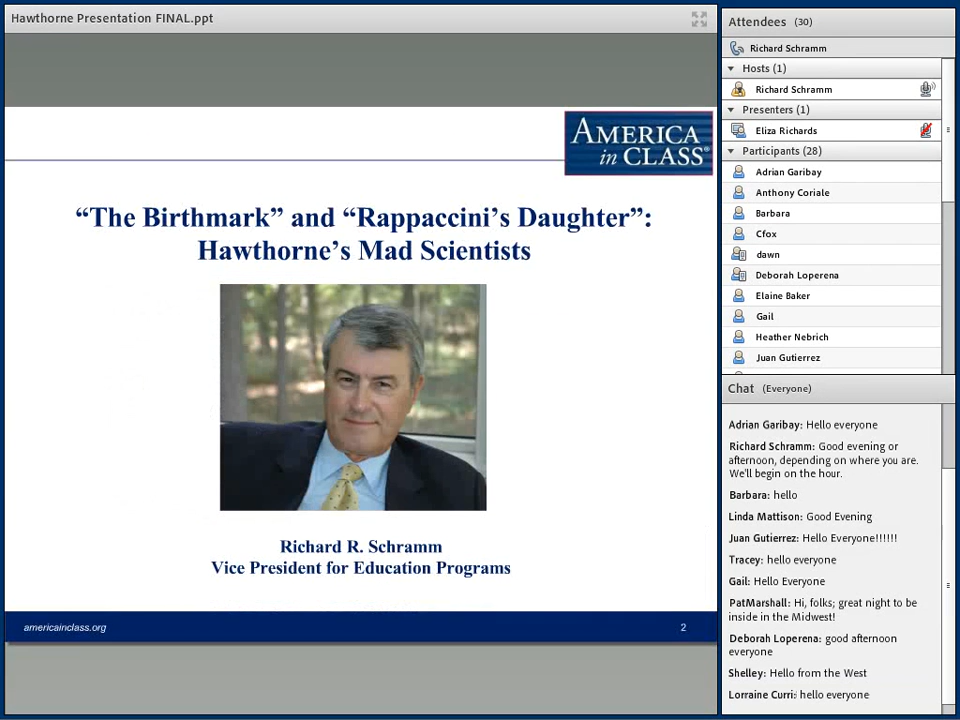 Hawthorne Presentation FINAL.ppt
AMERICA
in CLASS®
“The Birthmark” and “Rappaccini’s Daughter”:
Hawthorne’s Mad Scientists
Richard R. Schramm
Vice President for Education Programs
americainclass.org
2
Attendees (30)
Richard Schramm
Hosts (1)
Richard Schramm
Presenters (1)
Eliza Richards
Participants (28)
Adrian Garibay
Anthony Coriale
Barbara
Cfox
dawn
Deborah Loperena
Elaine Baker
Gail
Heather Nebrich
Juan Gutierrez
Chat (Everyone)
Adrian Garibay: Hello everyone
Richard Schramm: Good evening or
afternoon, depending on where you are.
We'll begin on the hour.
Barbara: hello
Linda Mattison: Good Evening
Juan Gutierrez: Hello Everyone!!!!!!
Tracey: hello everyone
Gail: Hello Everyone
PatMarshall: Hi, folks; great night to be
inside in the Midwest!
Deborah Loperena: good afternoon
everyone
Shelley: Hello from the West
Lorraine Curri: hello everyone